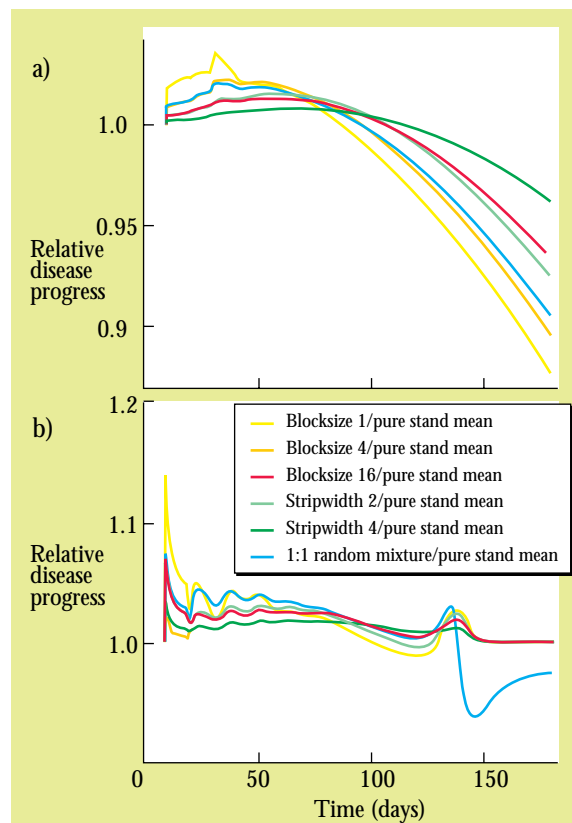 a)
1.0
0.95
Relative
disease
progress
0.9
1.2
b)
Blocksize 1/pure stand mean
Blocksize 4/pure stand mean
Blocksize 16/pure stand mean
Stripwidth 2/pure stand mean
Stripwidth 4/pure stand mean
1:1 random mixture/pure stand mean
1.1
Relative
disease
progress
1.0
0 50 100 150
Time (days)